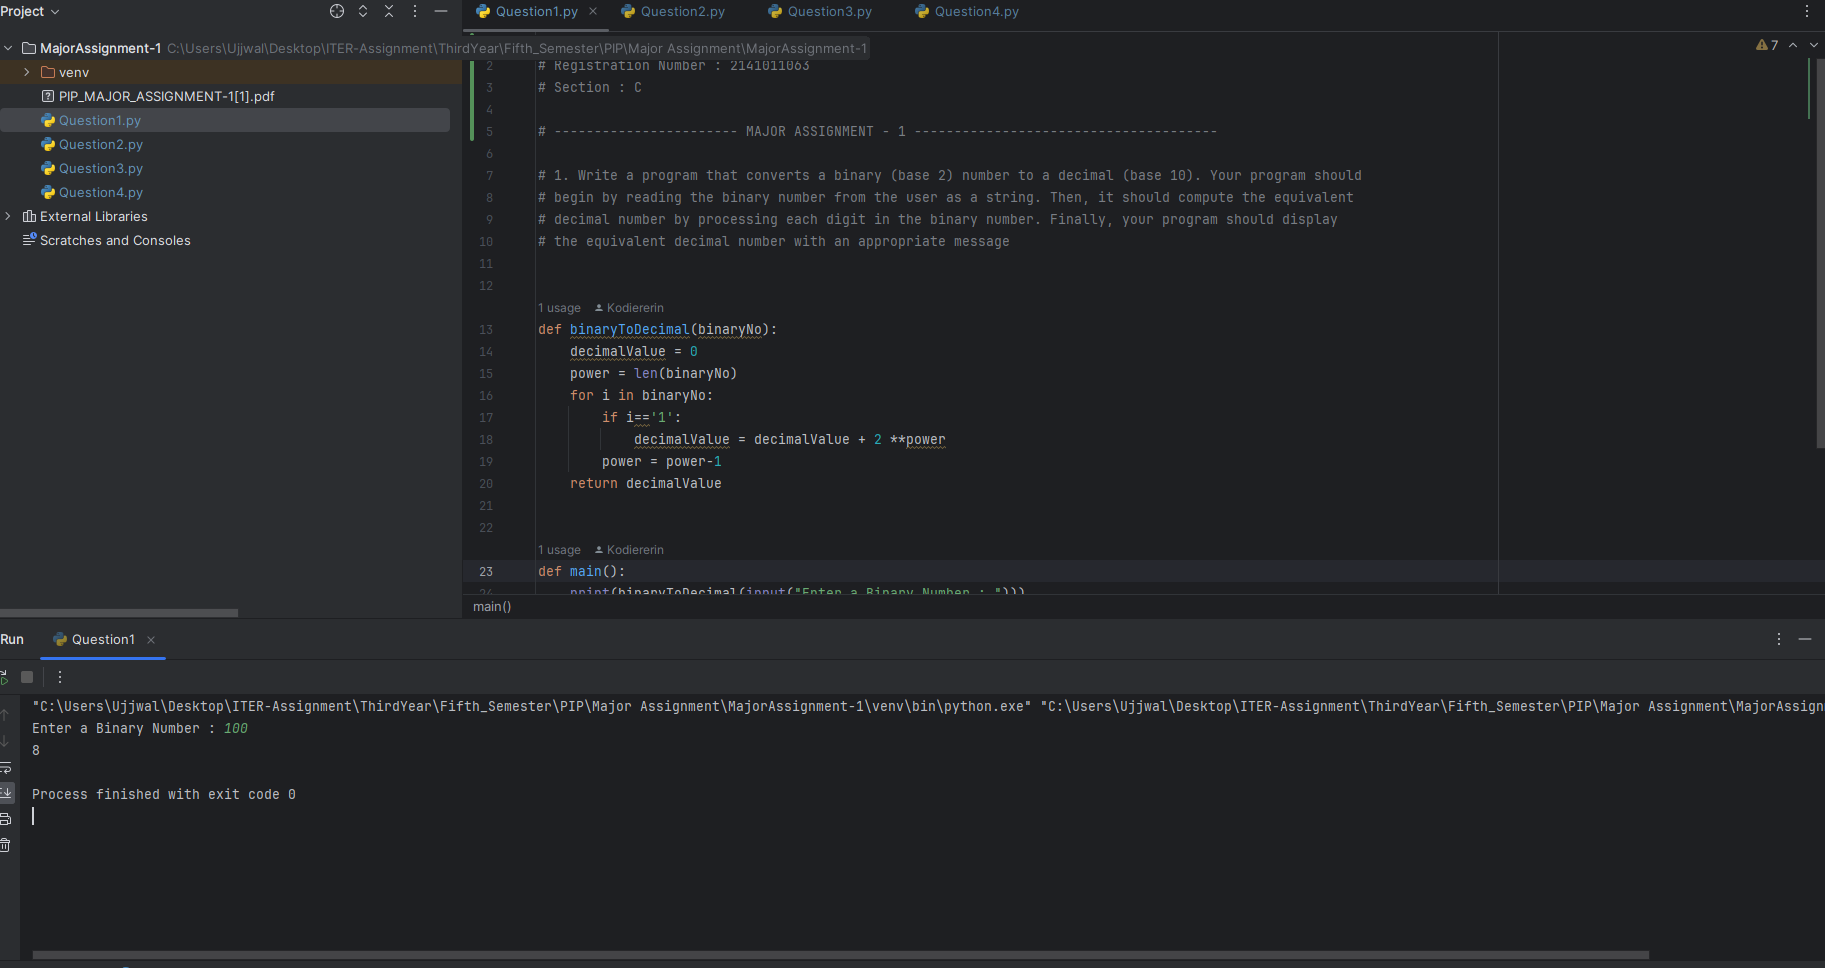 Project
Question1.py
Question2.py
Question3.py
Question4.py
MajorAssignment-1 C:\Users\Ujjwal\Desktop\ITER-Assignment\ThirdYear\Fifth_Semester\PIP\Major Assignment\MajorAssignment-1
7
venv
PIP_MAJOR_ASSIGNMENT-1[1].pdf
Question1.py
Question2.py
Question3.py
Question4.py
External Libraries
Scratches and Consoles
2 # Registration Number : 2141011063
3 # Section : C
4
5 # ----------------------- MAJOR ASSIGNMENT - 1 --------------------------------------
6
7 # 1. Write a program that converts a binary (base 2) number to a decimal (base 10). Your program should
8 # begin by reading the binary number from the user as a string. Then, it should compute the equivalent
9 # decimal number by processing each digit in the binary number. Finally, your program should display
10 # the equivalent decimal number with an appropriate message
11
12
1 usage Kodiererin
13 def binaryToDecimal(binaryNo):
14 decimalValue = 0
15 power = len(binaryNo)
16 for i in binaryNo:
17 if i=='1':
18 decimalValue = decimalValue + 2 **power
19 power = power-1
20 return decimalValue
21
22
1 usage Kodiererin
23 def main():
24 print(binaryToDecimal(input("Enter a Binary Number : ")))
main()
Run
Question1
"C:\Users\Ujjwal\Desktop\ITER-Assignment\ThirdYear\Fifth_Semester\PIP\Major Assignment\MajorAssignment-1\venv\bin\python.exe" "C:\Users\Ujjwal\Desktop\ITER-Assignment\ThirdYear\Fifth_Semester\PIP\Major Assignment\MajorAssign
Enter a Binary Number : 100
8
Process finished with exit code 0